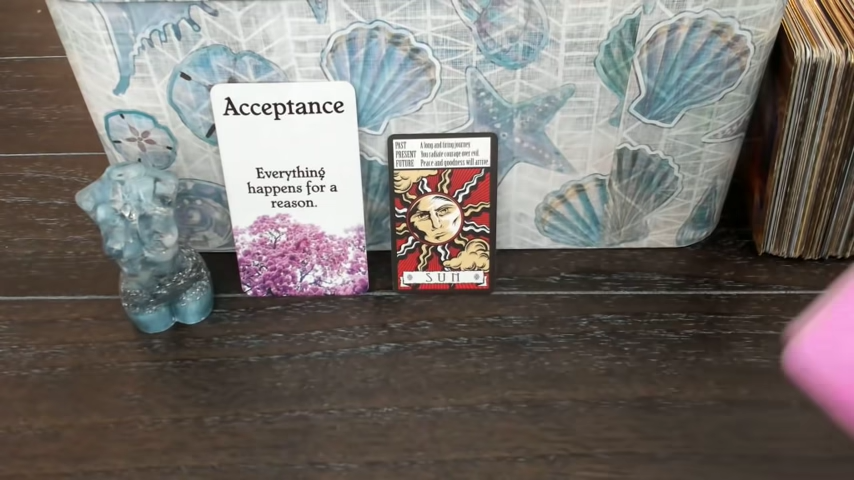 Acceptance
Everything
happens for a
reason.
PAST A long and tiring journey.
PRESENT You radiate courage over evil.
FUTURE Peace and goodness will arrive
SUN